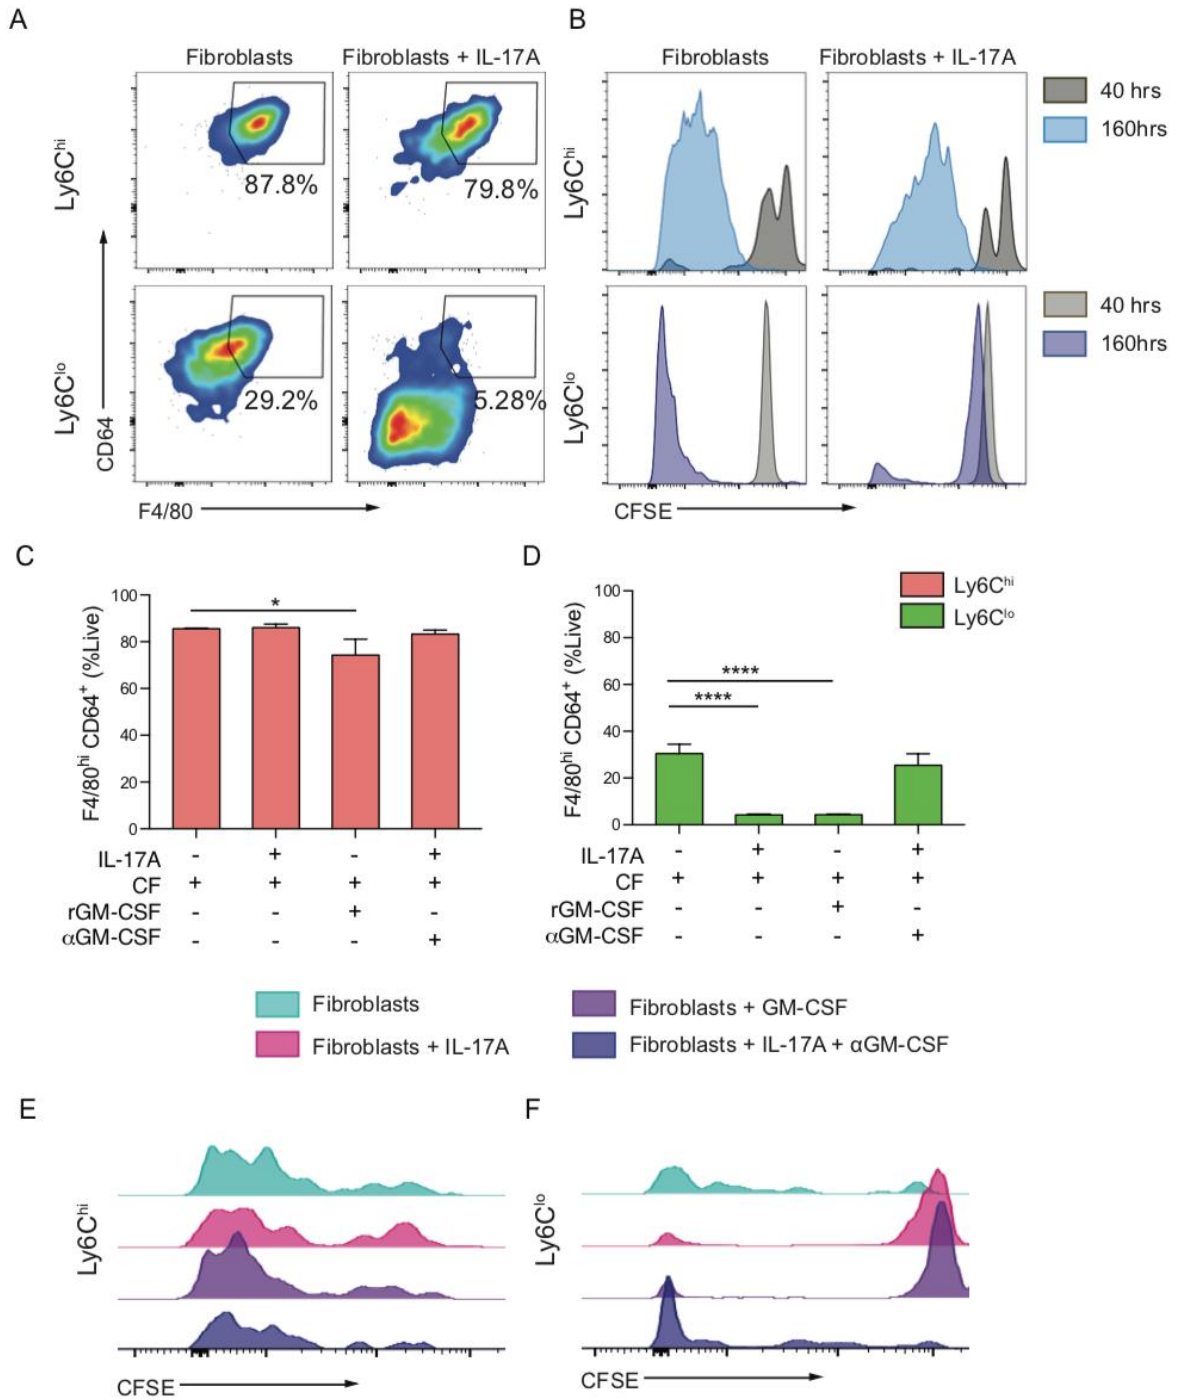 A
B
Fibroblasts
Fibroblasts + IL-17A
Fibroblasts
Fibroblasts + IL-17A
Ly6Chi
87.8%
79.8%
Ly6Chi
40 hrs
160hrs
Ly6Clo
29.2%
5.28%
Ly6Clo
40 hrs
160hrs
CD64
F4/80
CFSE
C
D
Ly6Chi
Ly6Clo
F4/80hi CD64+ (%Live)
100
80
60
40
20
0
*
IL-17A - + - +
CF + + + +
rGM-CSF - - + -
αGM-CSF - - - +
F4/80hi CD64+ (%Live)
100
80
60
40
20
0
****
****
IL-17A - + - +
CF + + + +
rGM-CSF - - + -
αGM-CSF - - - +
Fibroblasts
Fibroblasts + IL-17A
Fibroblasts + GM-CSF
Fibroblasts + IL-17A + αGM-CSF
E
F
Ly6Chi
CFSE
Ly6Clo
CFSE